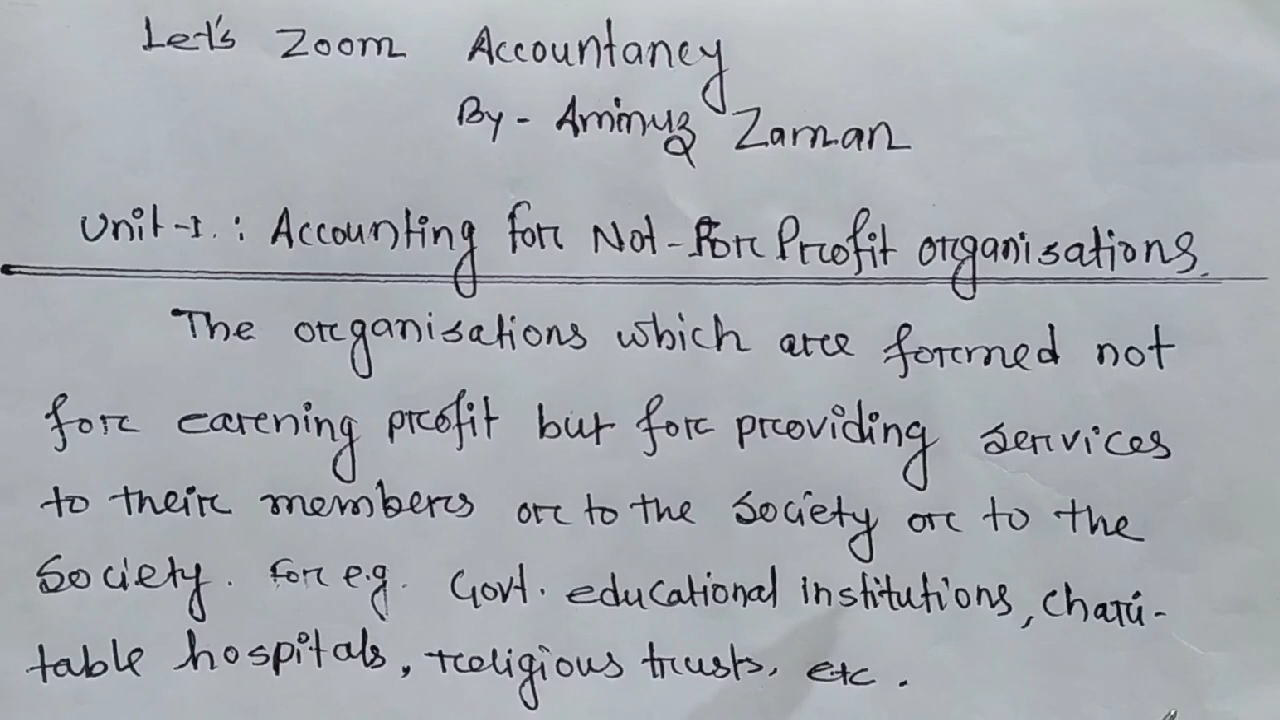 Let's Zoom Accountancy
By - Aminuz Zaman
Unit-I. : Accounting for Not-For Profit organisations.
The organisations which are formed not
for earening profit but for providing services
to their members or to the society or to the
Society. For e.g. Govt. educational institutions, chari-
table hospitals, religious trusts, etc.